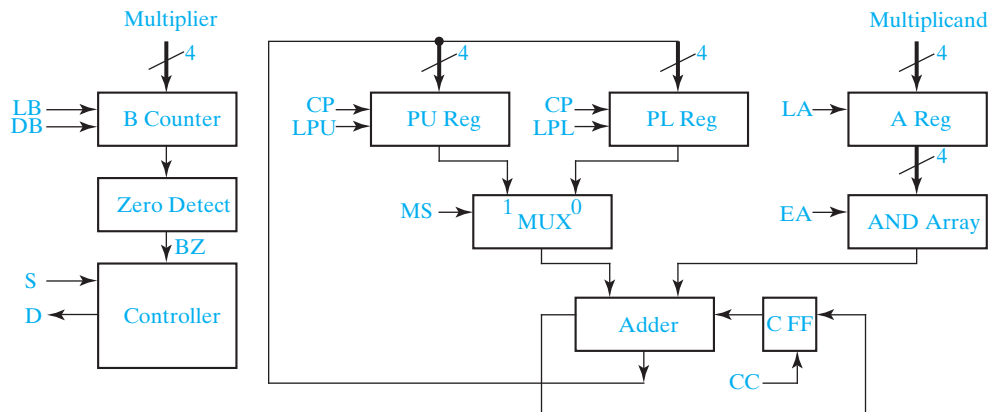 Multiplier
Multiplicand
4
4
4
4
LB
DB
B Counter
CP
LPU
PU Reg
CP
LPL
PL Reg
LA
A Reg
4
Zero Detect
MS
1
0
MUX
EA
AND Array
BZ
S
D
Controller
Adder
C FF
CC